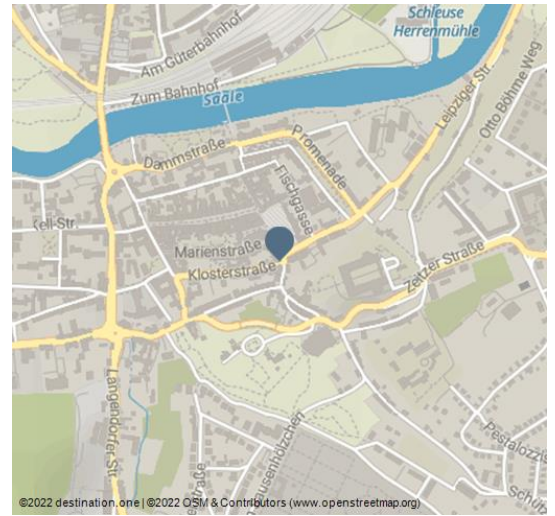 Schleuse
Herrenmühle
Am Güterbahnhof
Zum Bahnhof
Saale
Leipziger Str.
Otto Böhme Weg
Promenade
Dammstraße
Fischgasse
Marienstraße
Klosterstraße
Zeitzer Straße
Langendorfer Str.
Schütz
©2022 destination.one | ©2022 OSM & Contributors (www.openstreetmap.org)